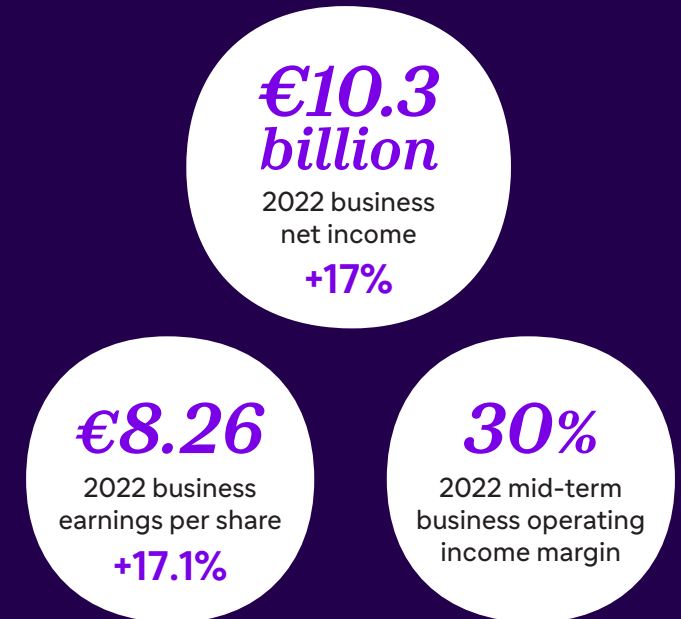 €10.3
billion
2022 business
net income
+17%
€8.26
2022 business
earnings per share
+17.1%
30%
2022 mid-term
business operating
income margin